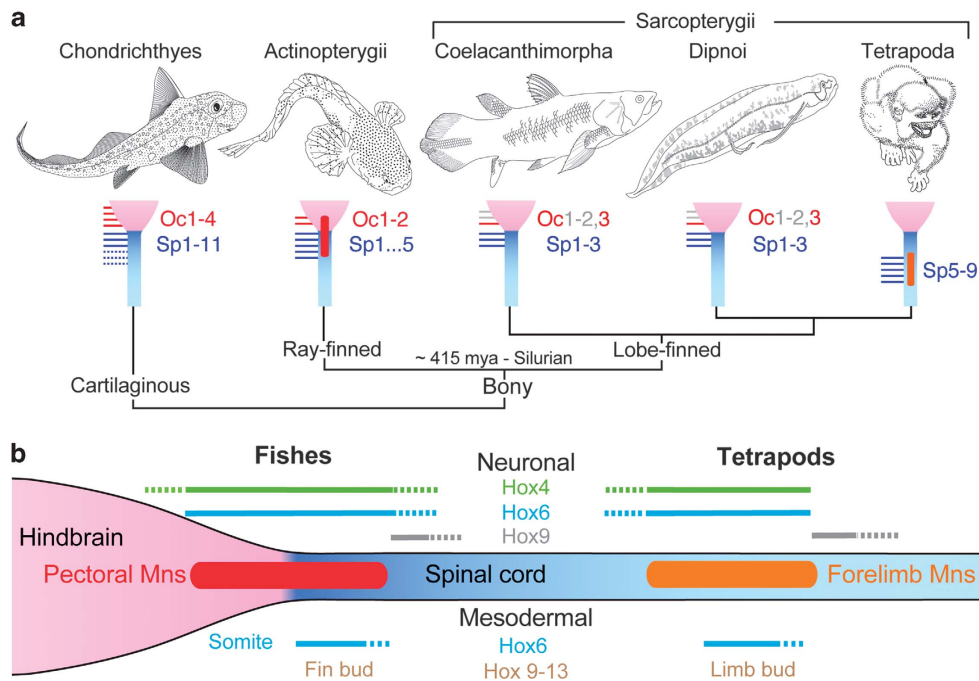 a
Sarcopterygii
Chondrichthyes Actinopterygii Coelacanthimorpha Dipnoi Tetrapoda
Oc1-4 Oc1-2 Oc1-2,3 Oc1-2,3
Sp1-11 Sp1...5 Sp1-3 Sp1-3 Sp5-9
Ray-finned ~ 415 mya - Silurian Lobe-finned
Cartilaginous Bony
b
Fishes Neuronal Tetrapods
Hox4
Hox6
Hindbrain Hox9
Pectoral Mns Spinal cord Forelimb Mns
Mesodermal
Somite Hox6
Fin bud Hox 9-13 Limb bud